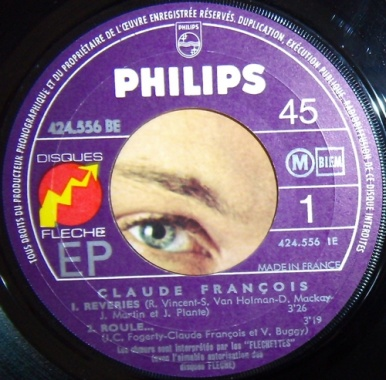 TOUS DROITS DU PRODUCTEUR PHONOGRAPHIQUE ET DU PROPRIÉTAIRE DE L'ŒUVRE ENREGISTRÉE RÉSERVÉS. DUPLICATION, EXÉCUTION PUBLIQUE, RADIODIFFUSION DE CE DISQUE INTERDITES
PHILIPS
PHILIPS
45
424.556 BE
DISQUES
FLECHE
EP
M BIEM
1
424.556 1E
MADE IN FRANCE
CLAUDE FRANÇOIS
1. REVERIES (R. Vincent-S. Van Holman-D. Mackay-
J. Martin et J. Plante) 3'26
2. ROULE... 3'19
(J.C. Fogerty-Claude François et V. Buggy)
(Les chœurs sont interprétés par les "FLECHETTES"
avec l'aimable autorisation des
disques FLECHE)